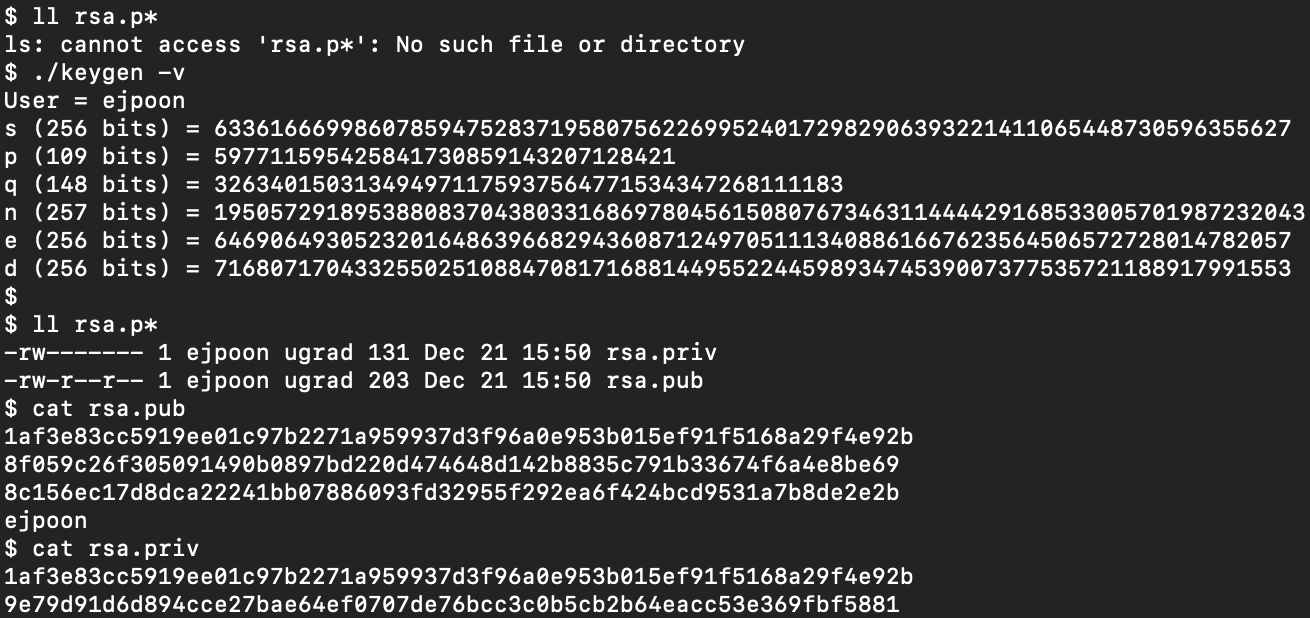 $ ll rsa.p*
ls: cannot access 'rsa.p*': No such file or directory
$ ./keygen -v
User = ejpoon
s (256 bits) = 63361666998607859475283719580756226995240172982906393221411065448730596355627
p (109 bits) = 597711595425841730859143207128421
q (148 bits) = 326340150313494971175937564771534347268111183
n (257 bits) = 195057291895388083704380331686978045615080767346311444429168533005701987232043
e (256 bits) = 64690649305232016486396682943608712497051113408861667623564506572728014782057
d (256 bits) = 71680717043325502510884708171688144955224459893474539007377535721188917991553
$
$ ll rsa.p*
-rw------- 1 ejpoon ugrad 131 Dec 21 15:50 rsa.priv
-rw-r--r-- 1 ejpoon ugrad 203 Dec 21 15:50 rsa.pub
$ cat rsa.pub
1af3e83cc5919ee01c97b2271a959937d3f96a0e953b015ef91f5168a29f4e92b
8f059c26f305091490b0897bd220d474648d142b8835c791b33674f6a4e8be69
8c156ec17d8dca22241bb07886093fd32955f292ea6f424bcd9531a7b8de2e2b
ejpoon
$ cat rsa.priv
1af3e83cc5919ee01c97b2271a959937d3f96a0e953b015ef91f5168a29f4e92b
9e79d91d6d894cce27bae64ef0707de76bcc3c0b5cb2b64eacc53e369fbf5881